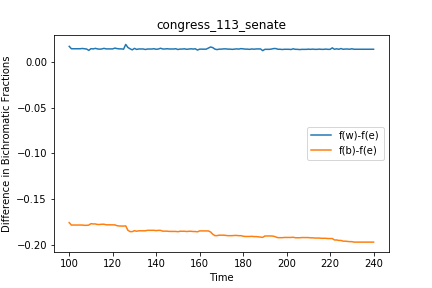 congress_113_senate
Difference in Bichromatic Fractions
0.00
−0.05
−0.10
−0.15
−0.20
f(w)-f(e)
f(b)-f(e)
100 120 140 160 180 200 220 240
Time